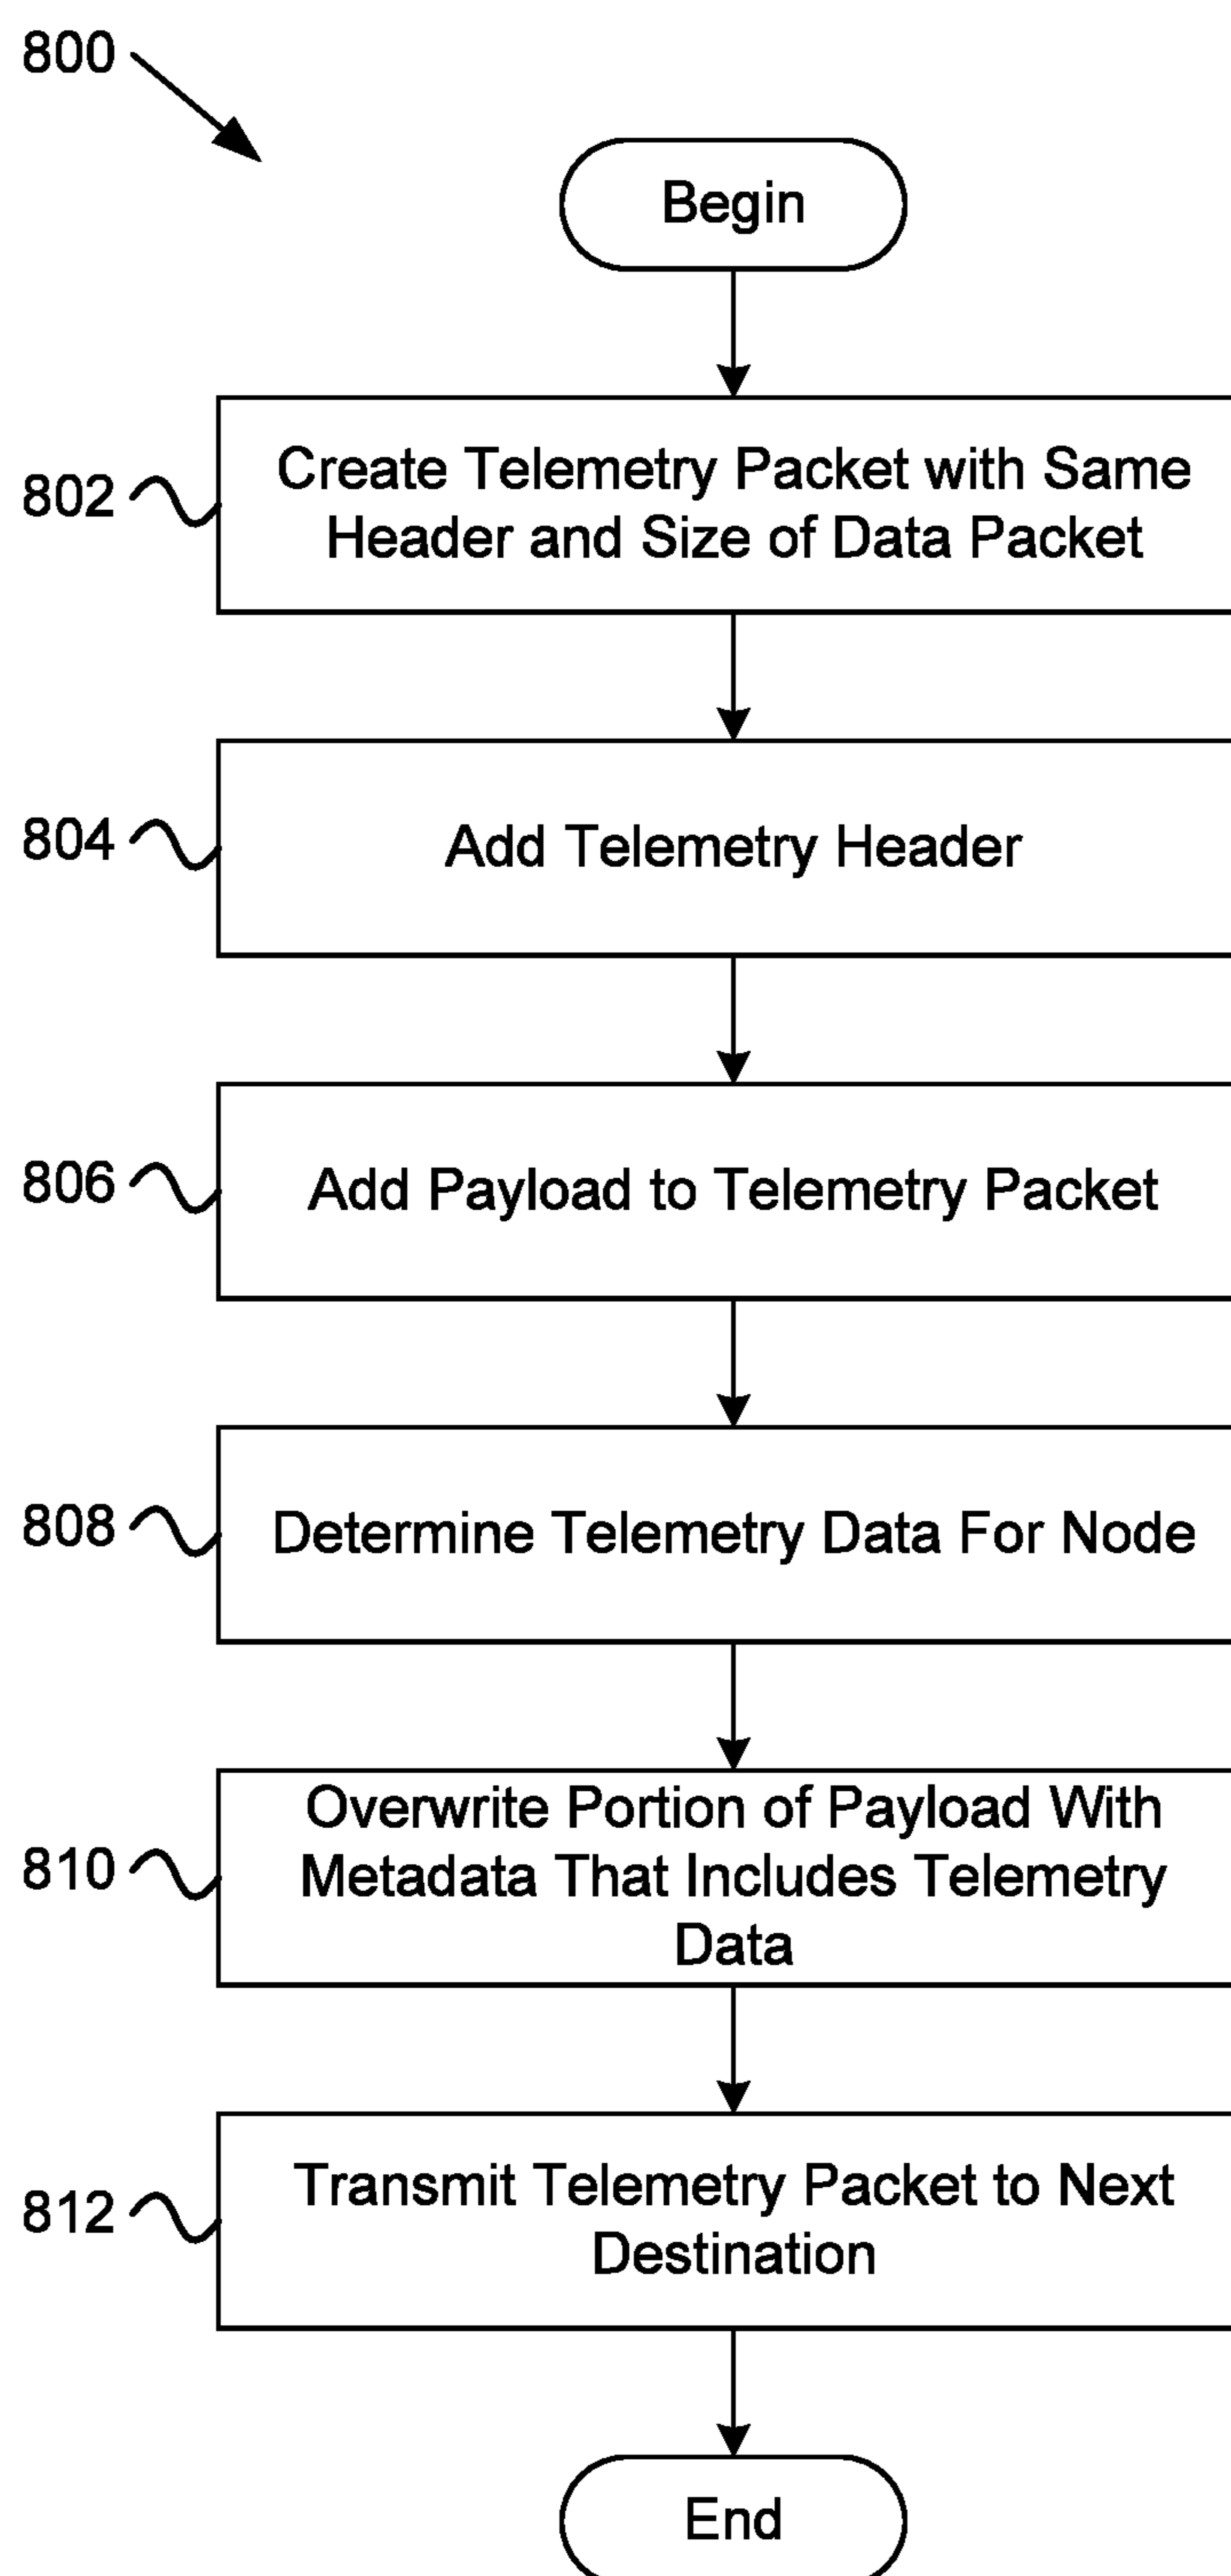 800
Begin
802
Create Telemetry Packet with Same
Header and Size of Data Packet
804
Add Telemetry Header
806
Add Payload to Telemetry Packet
808
Determine Telemetry Data For Node
810
Overwrite Portion of Payload With
Metadata That Includes Telemetry
Data
812
Transmit Telemetry Packet to Next
Destination
End